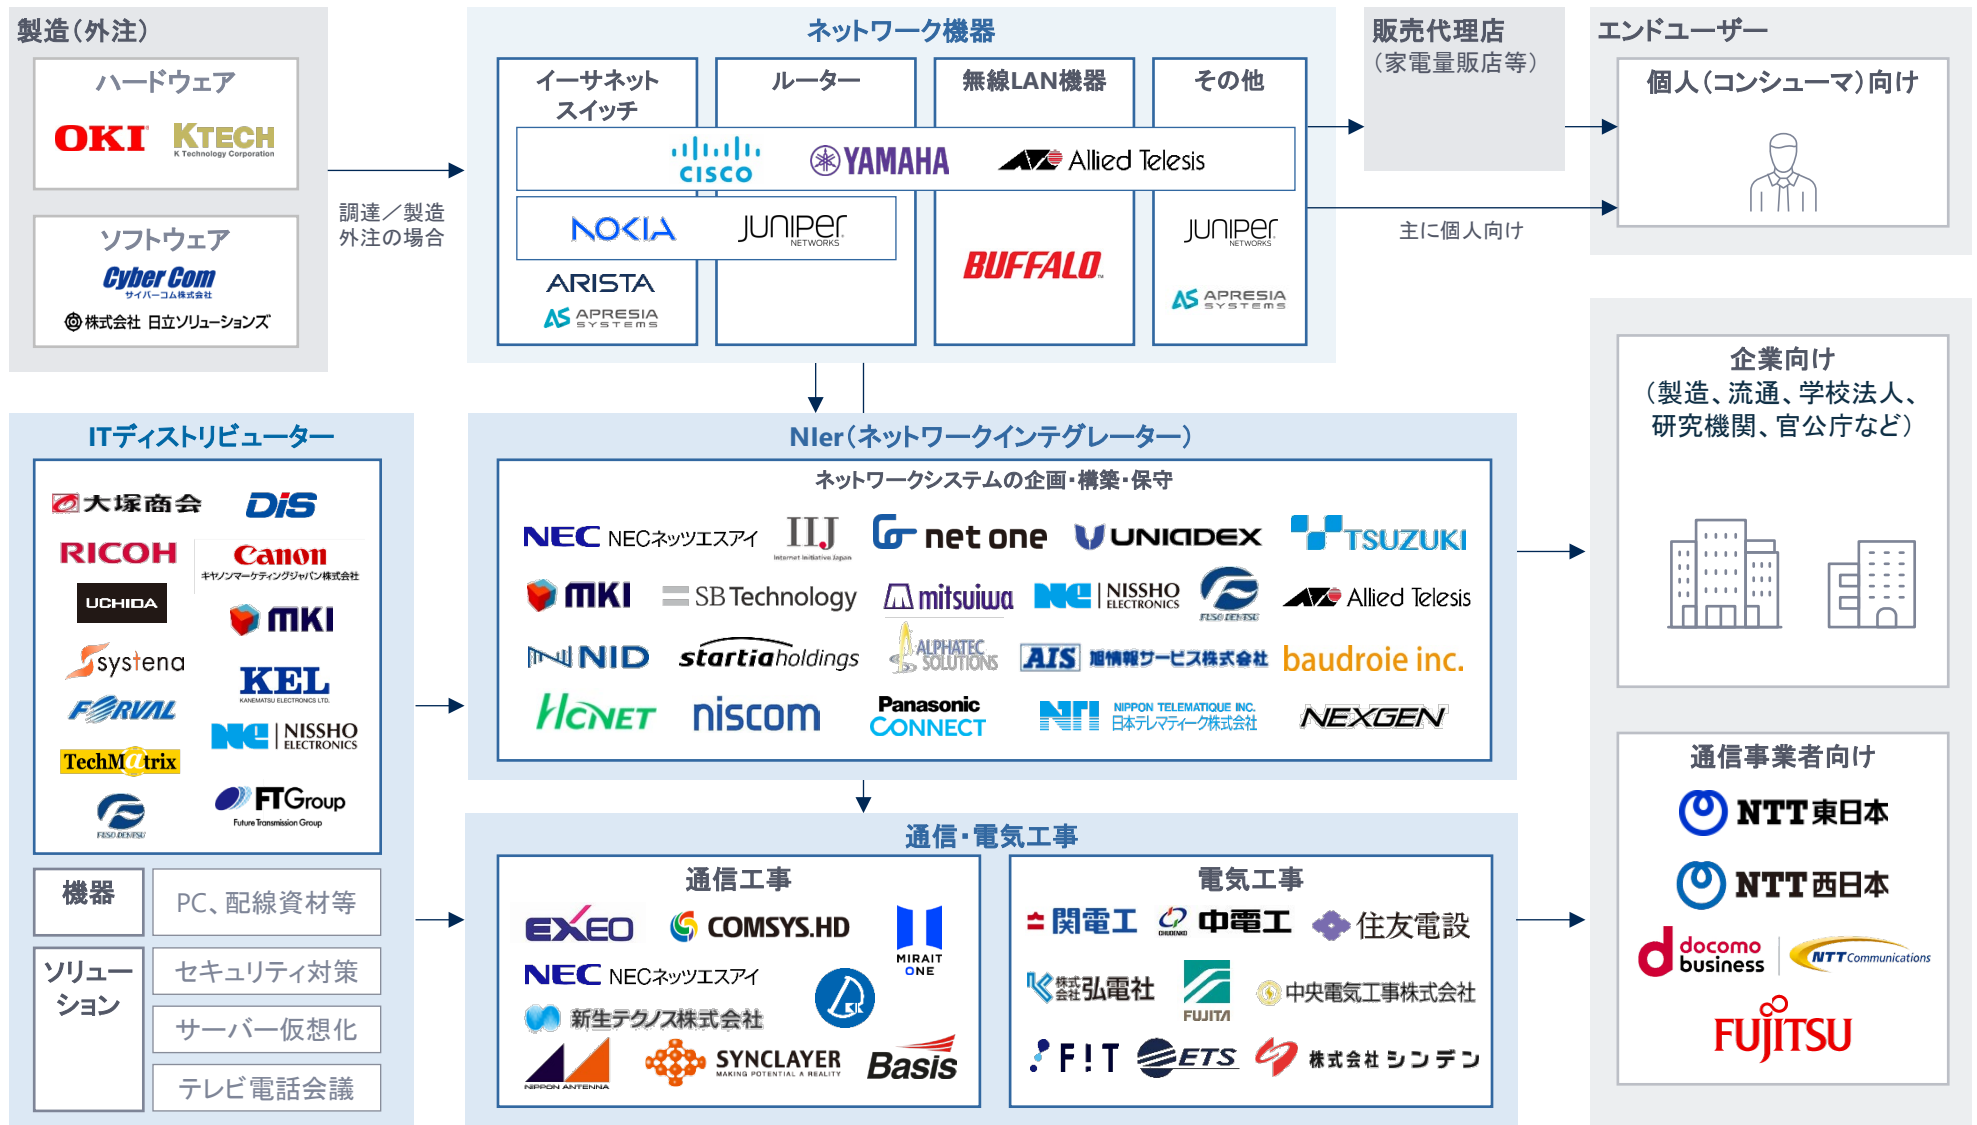 製造（外注）
ハードウェア
OKI
KTECH
K Technology Corporation
ソフトウェア
Cyber Com
サイバーコム株式会社
株式会社 日立ソリューションズ
調達／製造
外注の場合
ネットワーク機器
イーサネット
スイッチ
ルーター
無線LAN機器
その他
CISCO
YAMAHA
Allied Telesis
NOKIA
JUNIPEr
NETWORKS
ARISTA
APRESIA
SYSTEMS
BUFFALO
JUNIPEr
NETWORKS
APRESIA
SYSTEMS
販売代理店
（家電量販店等）
主に個人向け
エンドユーザー
個人（コンシューマ）向け
企業向け
（製造、流通、学校法人、
研究機関、官公庁など）
通信事業者向け
NTT東日本
NTT西日本
docomo
business
NTT Communications
FUJITSU
ITディストリビューター
大塚商会
DiS
RICOH
Canon
キヤノンマーケティングジャパン株式会社
UCHIDA
MKI
systena
KEL
KANEMATSU ELECTRONICS LTD.
FORVAL
NISSHO
ELECTRONICS
TechMatrix
FUSO DENTSU
FTGroup
Future Transmission Group
機器
PC、配線資材等
ソリュー
ション
セキュリティ対策
サーバー仮想化
テレビ電話会議
NIer（ネットワークインテグレーター）
ネットワークシステムの企画・構築・保守
NEC NECネッツエスアイ
IIJ
Internet Initiative Japan
net one
UNIADEX
TSUZUKI
MKI
SB Technology
mitsuiwa
NISSHO
ELECTRONICS
FUSO DENTSU
Allied Telesis
NID
startiaholdings
ALPHATEC
SOLUTIONS
AIS 旭情報サービス株式会社
baudroie inc.
HCNET
niscom
Panasonic
CONNECT
NTI
NIPPON TELEMATIQUE INC.
日本テレマティーク株式会社
NEXGEN
通信・電気工事
通信工事
EXEO
COMSYS.HD
MIRAIT
ONE
NEC NECネッツエスアイ
新生テクノス株式会社
NIPPON ANTENNA
SYNCLAYER
MAKING POTENTIAL A REALITY
Basis
電気工事
関電工
CHUDENKO
中電工
住友電設
株式
会社
弘電社
FUJITA
中央電気工事株式会社
F!T
ETS
株式会社シンデン